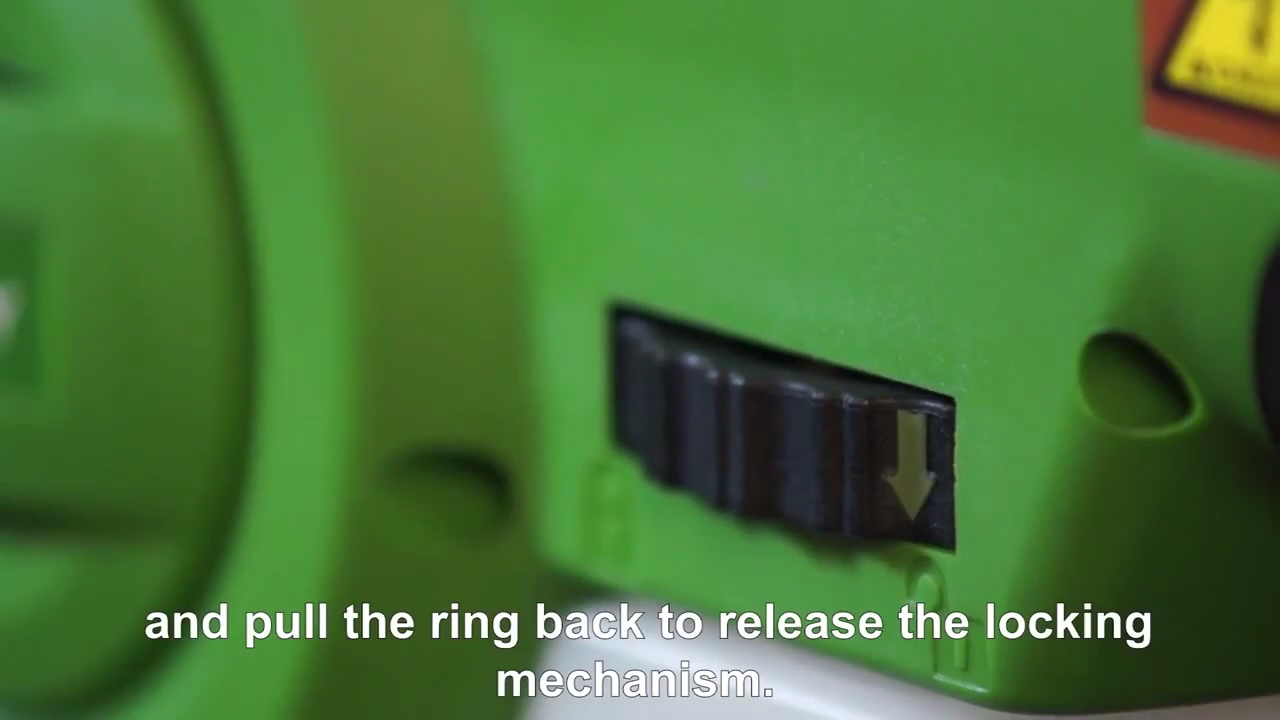 and pull the ring back to release the locking
mechanism.